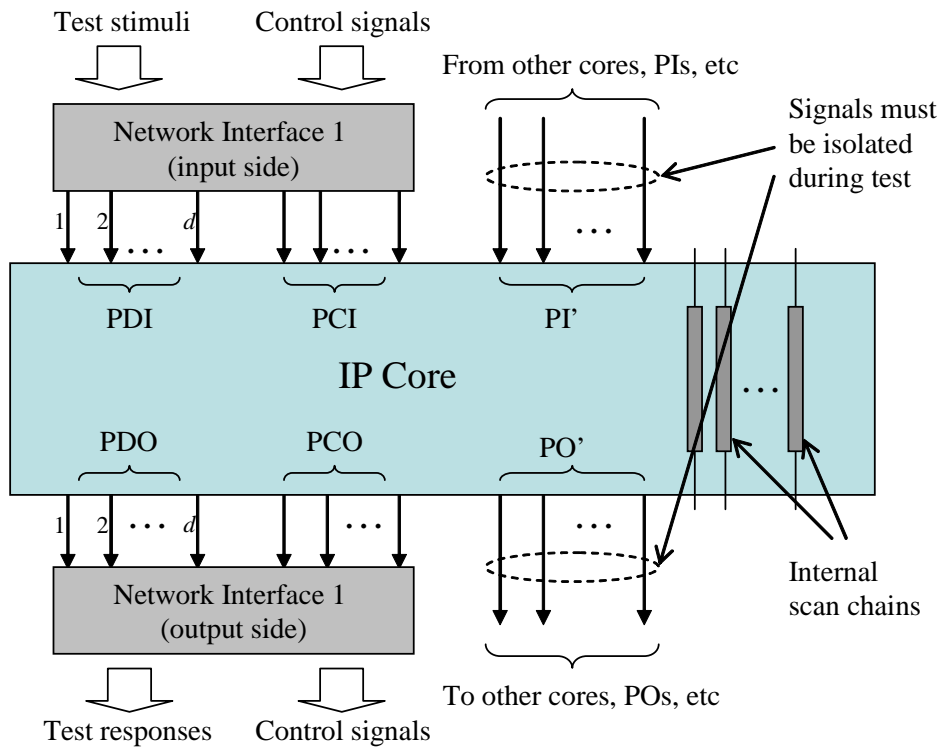 Test stimuli
Control signals
From other cores, PIs, etc
Signals must
be isolated
during test
Network Interface 1
(input side)
1
2
d
• • •
• • •
• • •
PDI
PCI
PI’
IP Core
• • •
PDO
PCO
PO’
1
2
• • •
d
• • •
• • •
Network Interface 1
(output side)
Internal
scan chains
To other cores, POs, etc
Test responses
Control signals